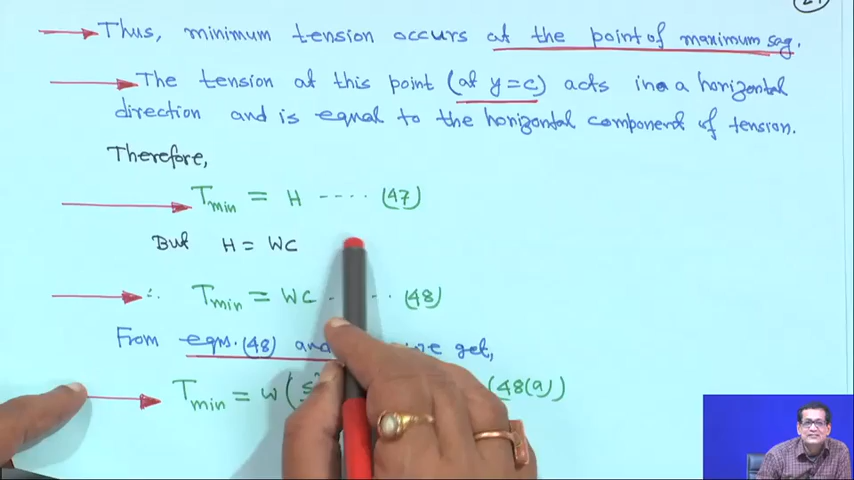 Thus, minimum tension occurs at the point of maximum sag.
The tension at this point (at y=c) acts in a horizontal
direction and is equal to the horizontal component of tension.
Therefore,
Tmin = H ---- (47)
But H = WC
∴ Tmin = WC (48)
From eqns. (48) and we get,
Tmin = W( (48(a))